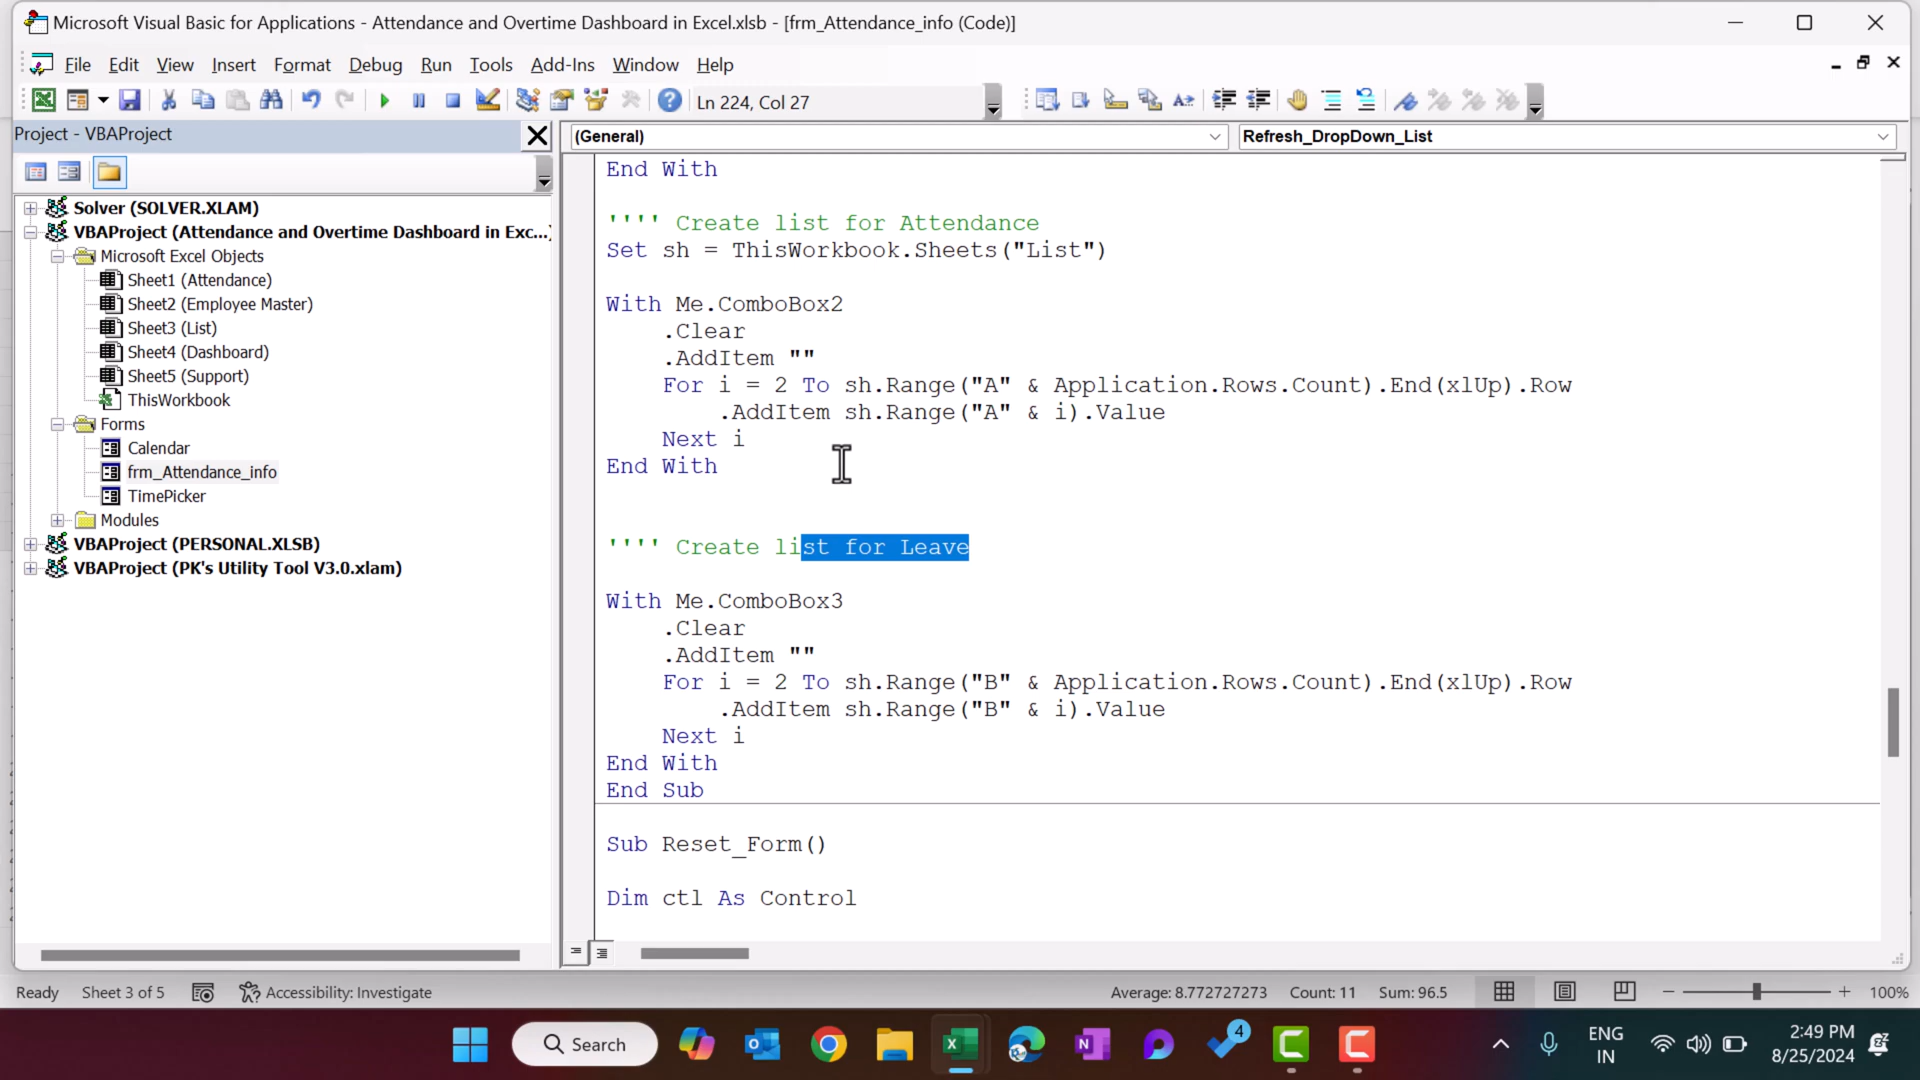 Microsoft Visual Basic for Applications - Attendance and Overtime Dashboard in Excel.xlsb - [frm_Attendance_info (Code)]
File Edit View Insert Format Debug Run Tools Add-Ins Window Help
Ln 224, Col 27
Project - VBAProject
(General)
Refresh_DropDown_List
Solver (SOLVER.XLAM)
VBAProject (Attendance and Overtime Dashboard in Exc...)
Microsoft Excel Objects
Sheet1 (Attendance)
Sheet2 (Employee Master)
Sheet3 (List)
Sheet4 (Dashboard)
Sheet5 (Support)
ThisWorkbook
Forms
Calendar
frm_Attendance_info
TimePicker
Modules
VBAProject (PERSONAL.XLSB)
VBAProject (PK's Utility Tool V3.0.xlam)
End With
'''' Create list for Attendance
Set sh = ThisWorkbook.Sheets("List")
With Me.ComboBox2
.Clear
.AddItem ""
For i = 2 To sh.Range("A" & Application.Rows.Count).End(xlUp).Row
.AddItem sh.Range("A" & i).Value
Next i
End With
'''' Create list for Leave
With Me.ComboBox3
.Clear
.AddItem ""
For i = 2 To sh.Range("B" & Application.Rows.Count).End(xlUp).Row
.AddItem sh.Range("B" & i).Value
Next i
End With
End Sub
Sub Reset_Form()
Dim ctl As Control
Ready Sheet 3 of 5 Accessibility: Investigate Average: 8.772727273 Count: 11 Sum: 96.5 100%
Search
4
ENG
IN
2:49 PM
8/25/2024